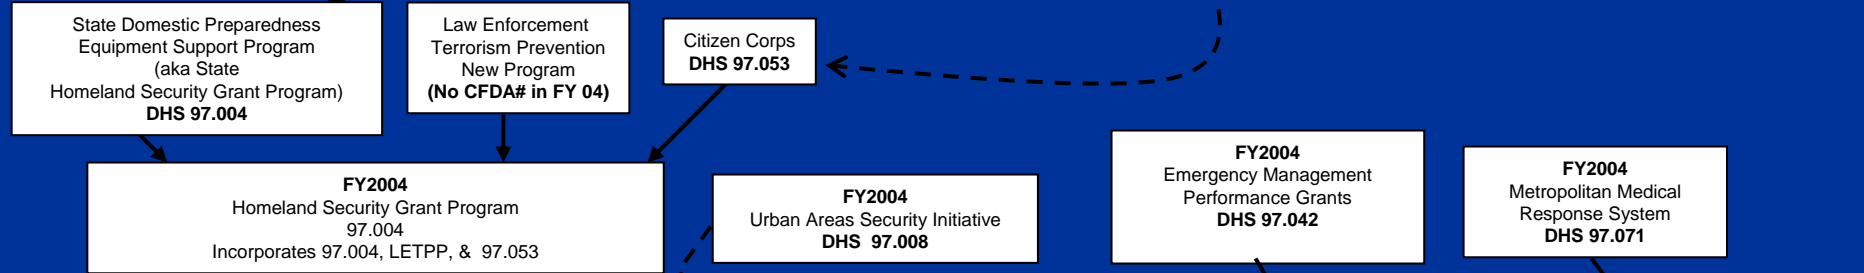 State Domestic Preparedness
Equipment Support Program
(aka State
Homeland Security Grant Program)
DHS 97.004
Law Enforcement
Terrorism Prevention
New Program
(No CFDA# in FY 04)
Citizen Corps
DHS 97.053
FY2004
Homeland Security Grant Program
97.004
Incorporates 97.004, LETPP, &  97.053
FY2004
Urban Areas Security Initiative
DHS  97.008
FY2004
Emergency Management
Performance Grants
DHS 97.042
FY2004
Metropolitan Medical
Response System
DHS 97.071